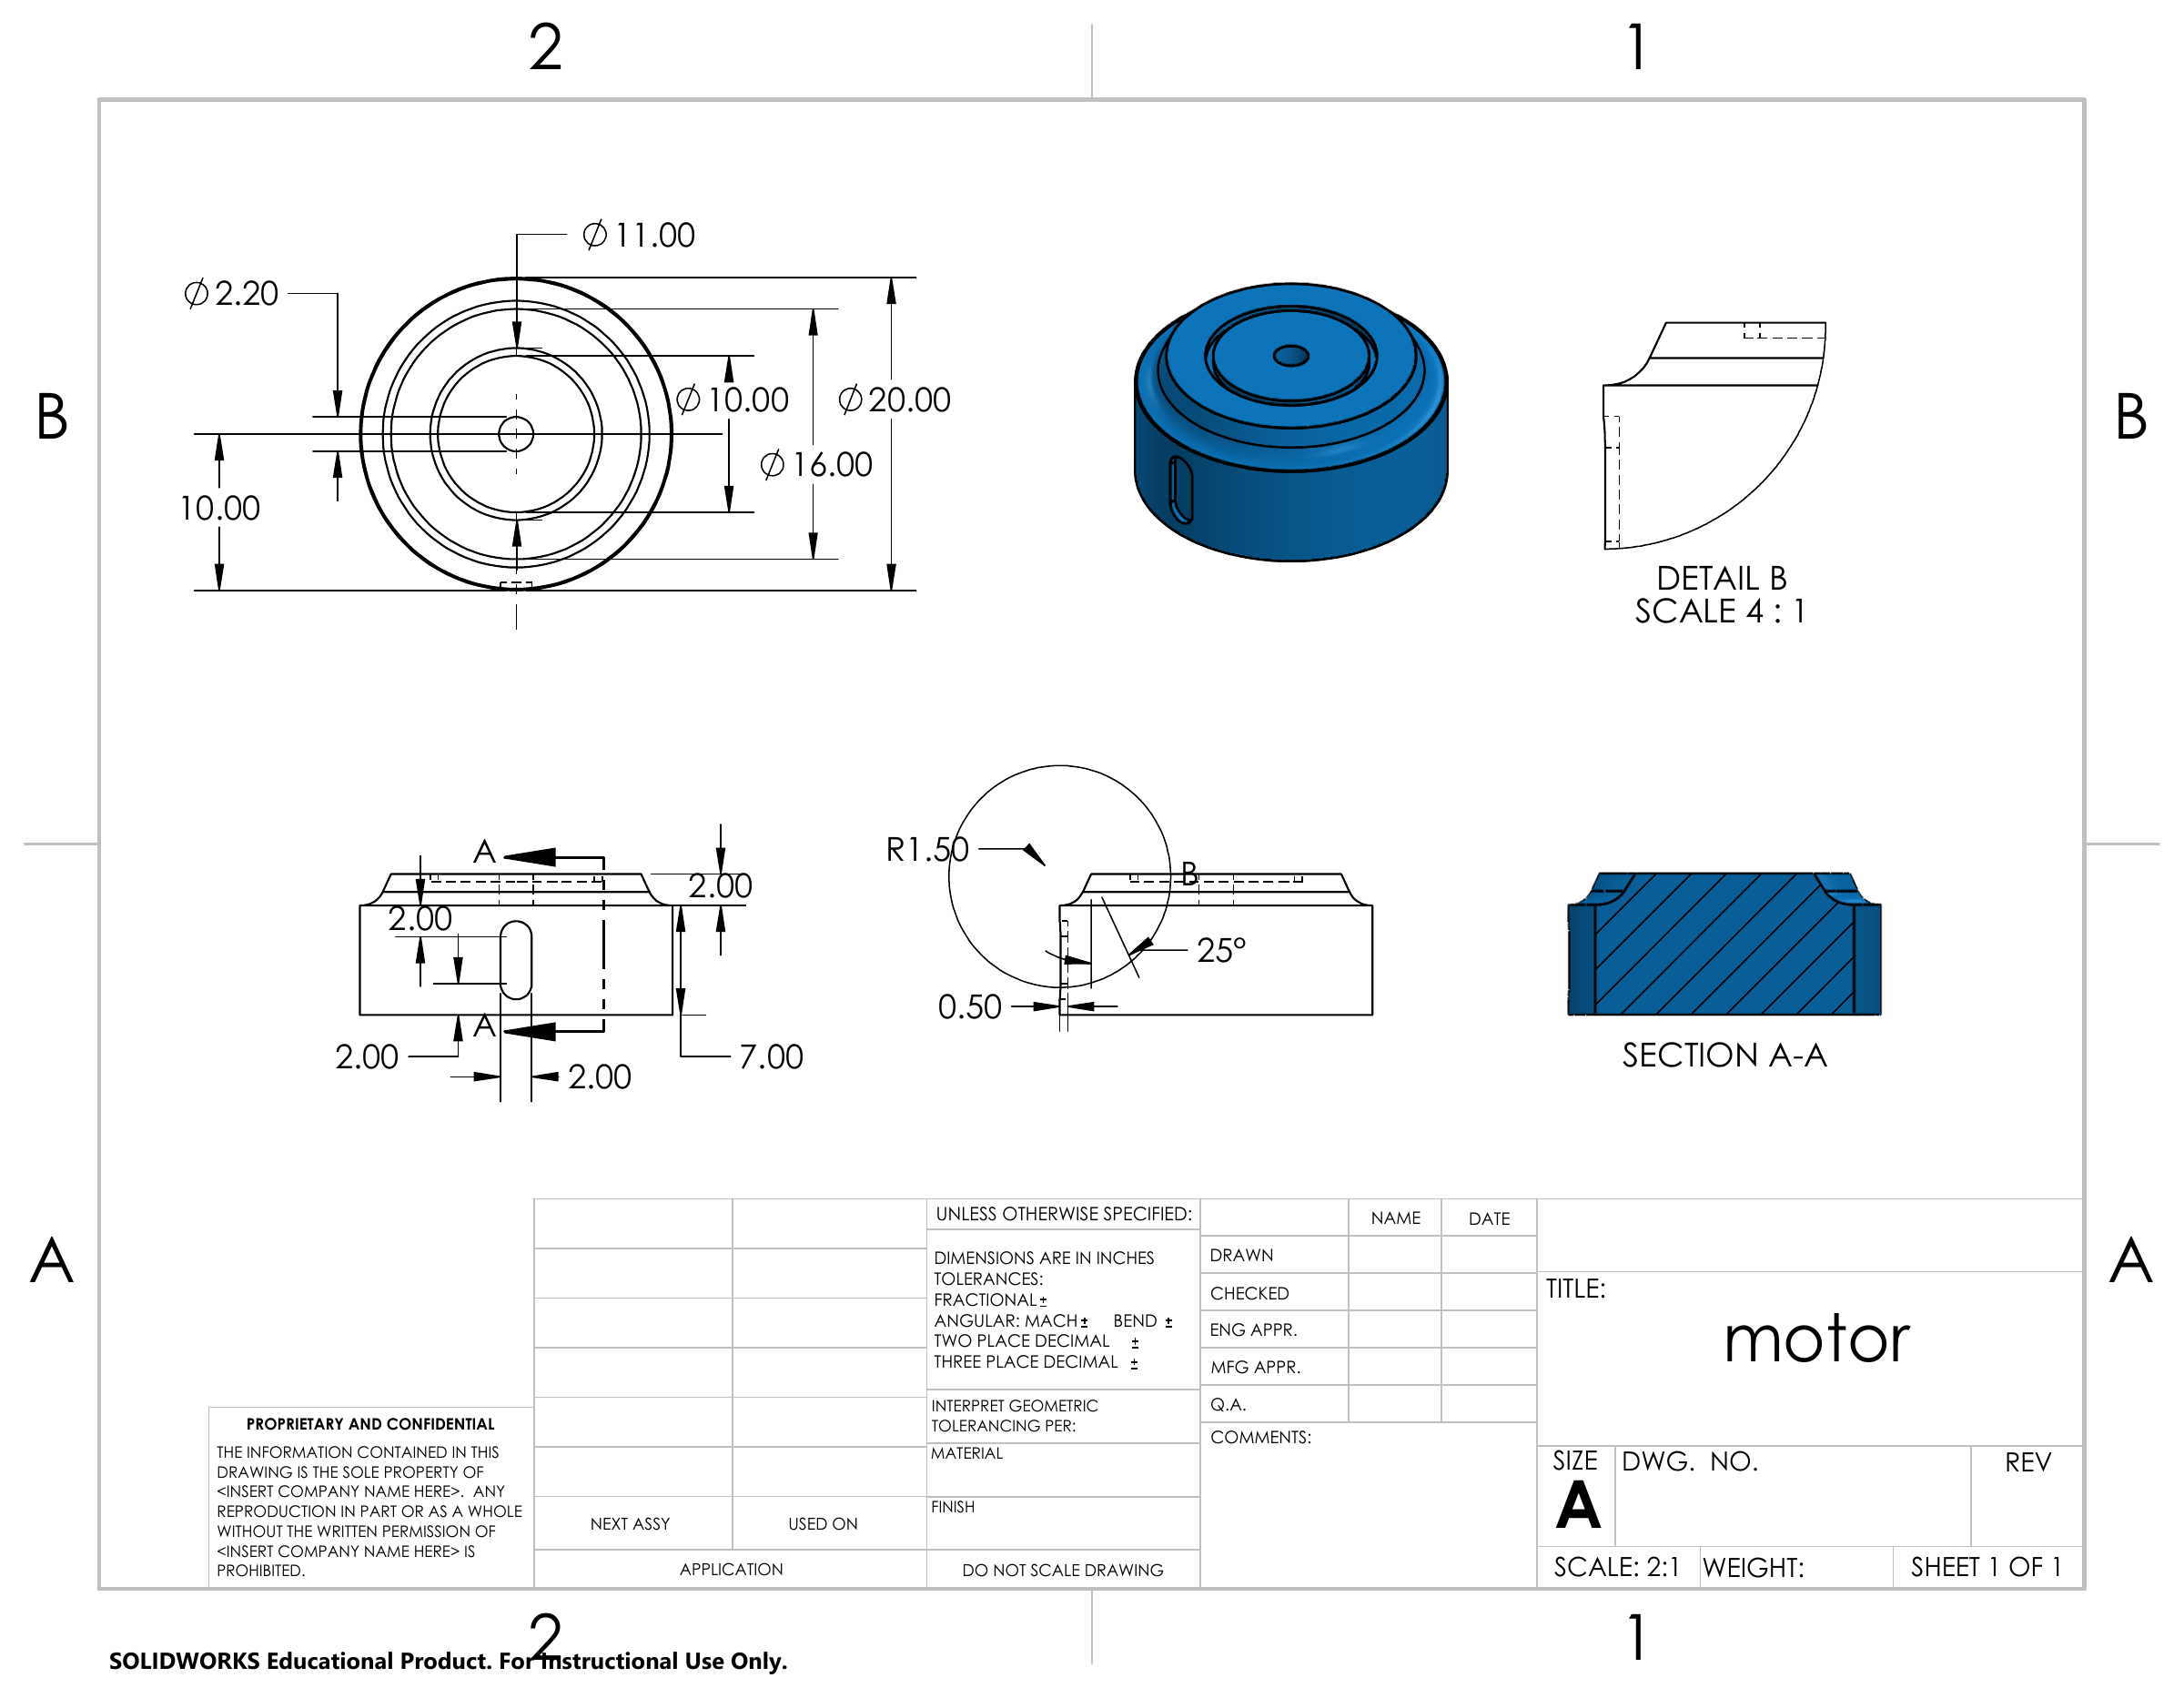 2
1
B
B
⌀11.00
⌀2.20
⌀10.00
⌀20.00
⌀16.00
10.00
DETAIL B
SCALE 4 : 1
A
2.00
2.00
A
2.00
2.00
7.00
R1.50
B
25°
0.50
SECTION A-A
A
A
UNLESS OTHERWISE SPECIFIED:
DIMENSIONS ARE IN INCHES
TOLERANCES:
FRACTIONAL±
ANGULAR: MACH± BEND ±
TWO PLACE DECIMAL ±
THREE PLACE DECIMAL ±
INTERPRET GEOMETRIC
TOLERANCING PER:
MATERIAL
FINISH
DO NOT SCALE DRAWING
NAME DATE
DRAWN
CHECKED
ENG APPR.
MFG APPR.
Q.A.
COMMENTS:
TITLE:
motor
SIZE
A
DWG. NO.
REV
SCALE: 2:1 WEIGHT: SHEET 1 OF 1
PROPRIETARY AND CONFIDENTIAL
THE INFORMATION CONTAINED IN THIS
DRAWING IS THE SOLE PROPERTY OF
<INSERT COMPANY NAME HERE>. ANY
REPRODUCTION IN PART OR AS A WHOLE
WITHOUT THE WRITTEN PERMISSION OF
<INSERT COMPANY NAME HERE> IS
PROHIBITED.
NEXT ASSY USED ON
APPLICATION
2
1
SOLIDWORKS Educational Product. For Instructional Use Only.